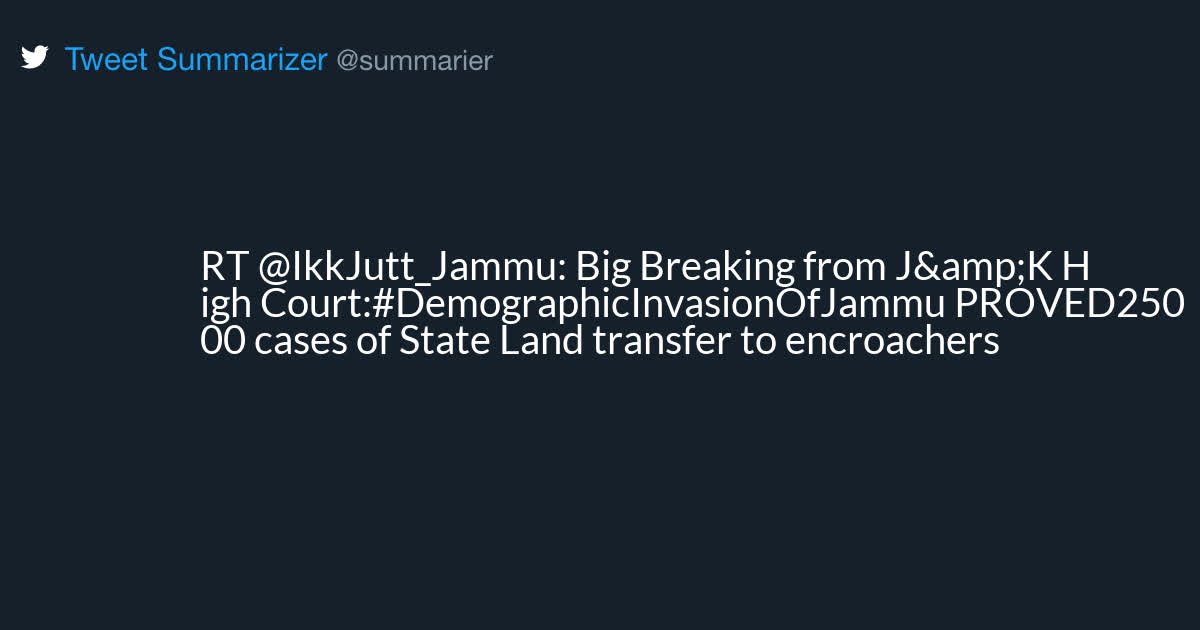 Tweet Summarizer @summarier
RT @IkkJutt_Jammu: Big Breaking from J&amp;K H
igh Court:#DemographicInvasionOfJammu PROVED250
00 cases of State Land transfer to encroachers